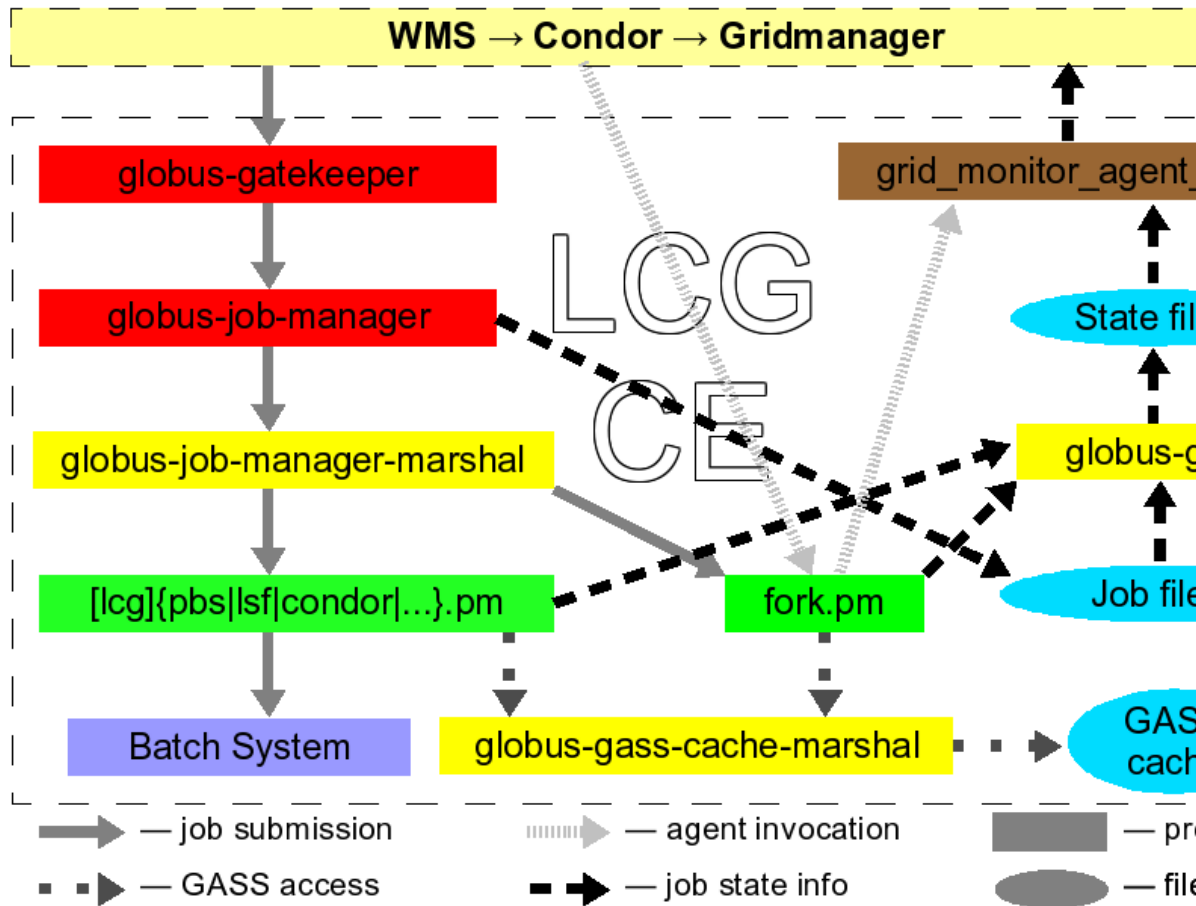 WMS → Condor → Gridmanager
globus-gatekeeper
grid_monitor_agent_
LCG
globus-job-manager
State fil
CE
globus-job-manager-marshal
globus-g
[lcg]{pbs|lsf|condor|...}.pm
fork.pm
Job file
Batch System
globus-gass-cache-marshal
GAS
cach
— job submission
— agent invocation
— pr
— GASS access
— job state info
— file